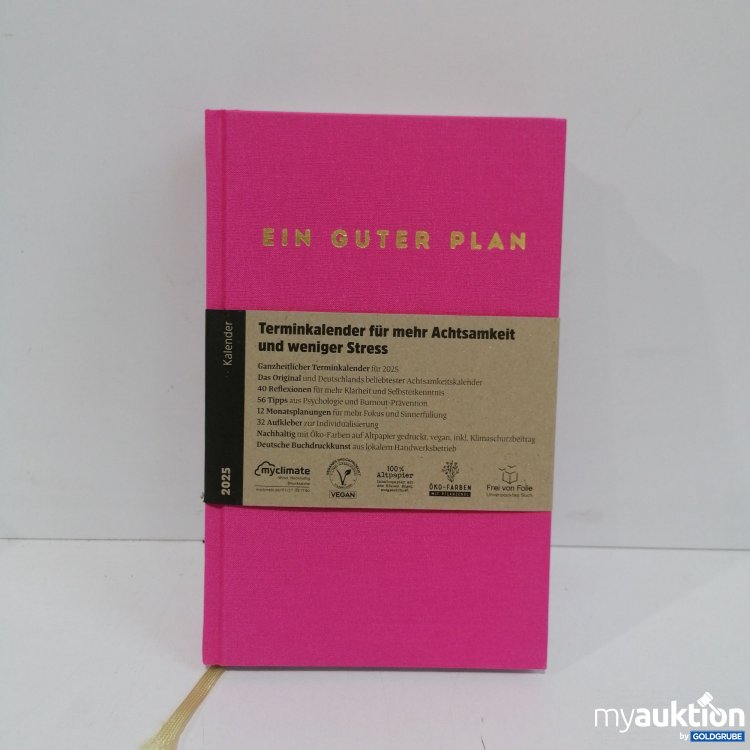 EIN GUTER PLAN
Terminkalender für mehr Achtsamkeit
und weniger Stress
Kalender
2025
Ganzheitlicher Terminkalender für 2025
Das Original und Deutschlands beliebtester Achtsamkeitskalender
40 Reflexionen für mehr Klarheit und Selbsterkenntnis
56 Tipps aus Psychologie und Burnout-Prävention
12 Monatsplanungen für mehr Fokus und Sinnerfüllung
32 Aufkleber zur Individualisierung
Nachhaltig mit Öko-Farben auf Altpapier gedruckt, vegan, inkl. Klimaschutzbeitrag
Deutsche Buchdruckkunst aus lokalem Handwerksbetrieb
myclimate
VEGAN
100%
Altpapier
ÖKO-FARBEN
Frei von Folie
Unverpacktes Buch
myauktion
by GOLDGRUBE